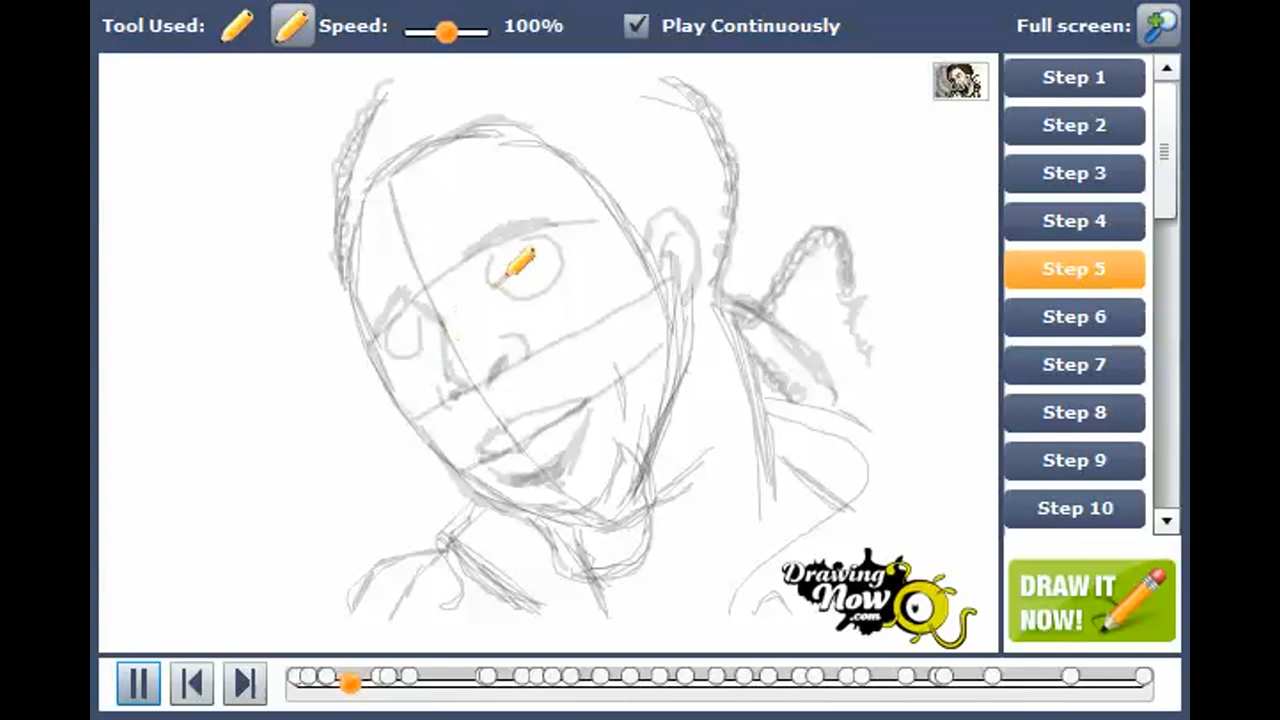 Tool Used: Speed: 100% Play Continuously Full screen:
Step 1
Step 2
Step 3
Step 4
Step 5
Step 6
Step 7
Step 8
Step 9
Step 10
Drawing
Now
.com
DRAW IT
NOW!